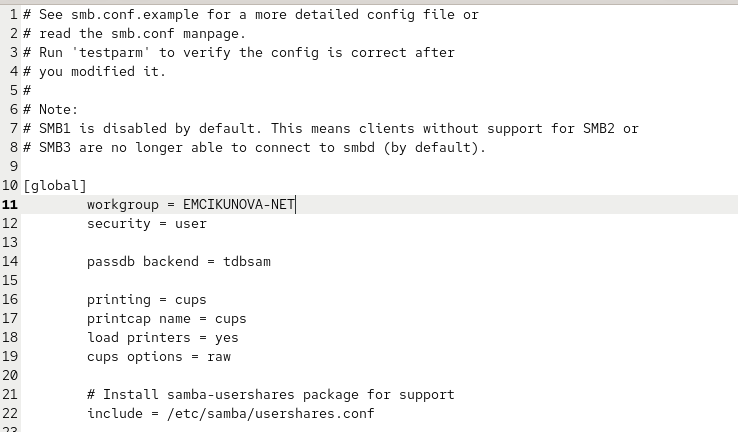 1 # See smb.conf.example for a more detailed config file or
2 # read the smb.conf manpage.
3 # Run 'testparm' to verify the config is correct after
4 # you modified it.
5 #
6 # Note:
7 # SMB1 is disabled by default. This means clients without support for SMB2 or
8 # SMB3 are no longer able to connect to smbd (by default).
9
10 [global]
11         workgroup = EMCIKUNOVA-NET
12         security = user
13
14         passdb backend = tdbsam
15
16         printing = cups
17         printcap name = cups
18         load printers = yes
19         cups options = raw
20
21         # Install samba-usershares package for support
22         include = /etc/samba/usershares.conf
23